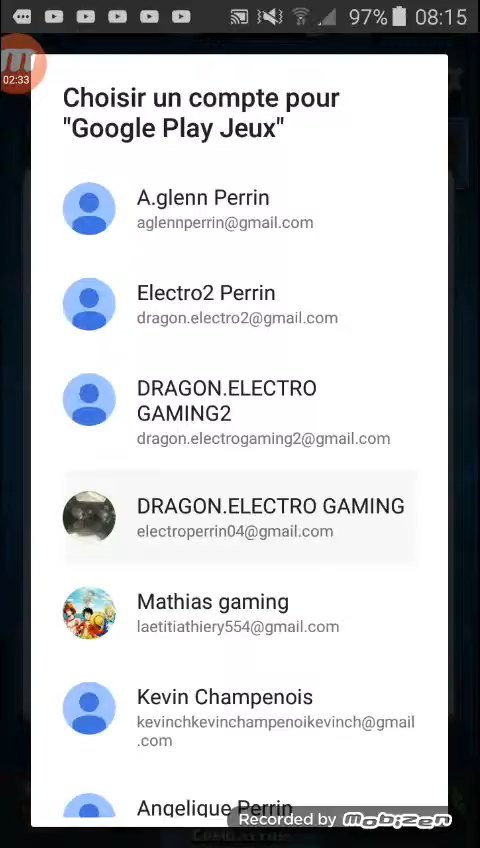 97% 08:15
02:33
Choisir un compte pour
"Google Play Jeux"
A.glenn Perrin
aglennperrin@gmail.com
Electro2 Perrin
dragon.electro2@gmail.com
DRAGON.ELECTRO
GAMING2
dragon.electrogaming2@gmail.com
DRAGON.ELECTRO GAMING
electroperrin04@gmail.com
Mathias gaming
laetitiathiery554@gmail.com
Kevin Champenois
kevinchkevinchampenoikevinch@gmail
.com
Angelique Perrin
Recorded by Mobizen